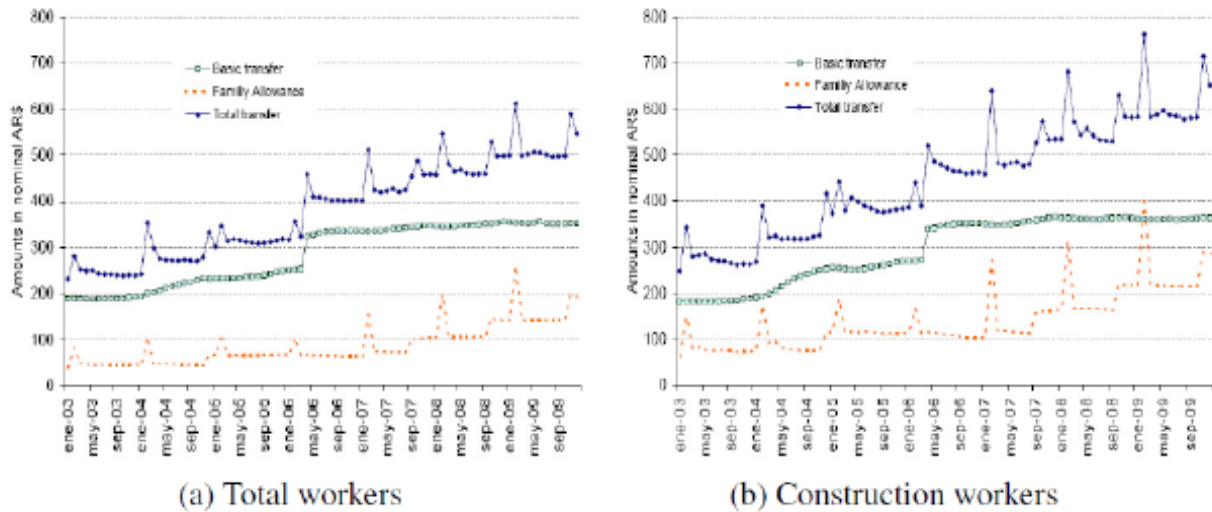 800
700
600
500
400
300
200
100
0
Amounts in nominal AR$
Basic transfer
Familiy Allowance
Total transfer
ene-03
may-03
sep-03
ene-04
may-04
sep-04
ene-05
may-05
sep-05
ene-06
may-06
sep-06
ene-07
may-07
sep-07
ene-08
may-08
sep-08
ene-09
may-09
sep-09
(a) Total workers
800
700
600
500
400
300
200
100
0
Amounts in nominal AR$
Basic transfer
Familiy Allowance
Total transfer
ene-03
may-03
sep-03
ene-04
may-04
sep-04
ene-05
may-05
sep-05
ene-06
may-06
sep-06
ene-07
may-07
sep-07
ene-08
may-08
sep-08
ene-09
may-09
sep-09
(b) Construction workers